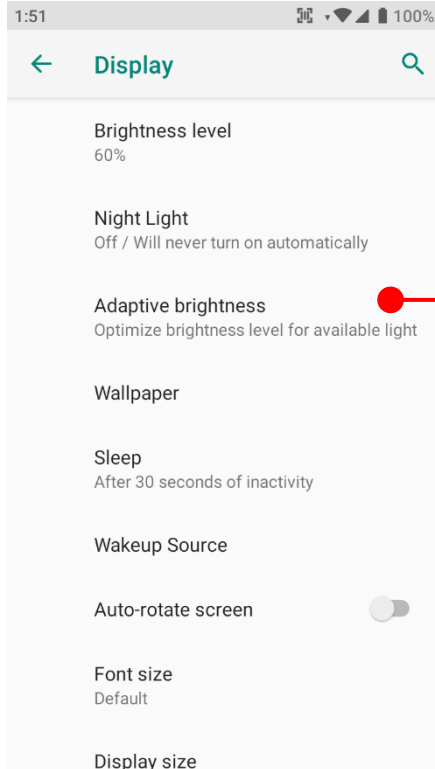 1:51 100%
Display
Brightness level
60%
Night Light
Off / Will never turn on automatically
Adaptive brightness
Optimize brightness level for available light
Wallpaper
Sleep
After 30 seconds of inactivity
Wakeup Source
Auto-rotate screen
Font size
Default
Display size